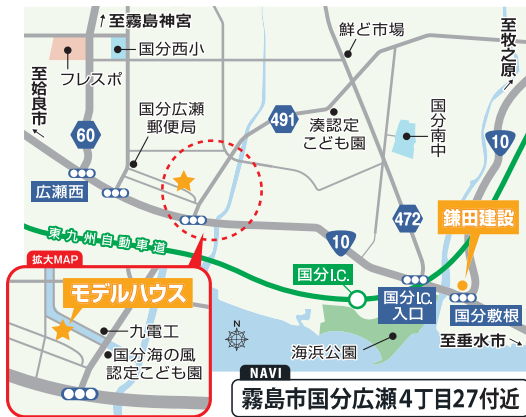 至霧島神宮
鮮ど市場
至牧之原
国分西小
フレスポ
至姶良市
国分広瀬
郵便局
60
491
湊認定
こども園
国分南中
10
広瀬西
472
鎌田建設
東九州自動車道
10
国分I.C.
国分I.C.
入口
国分敷根
至垂水市
海浜公園
N
拡大MAP
モデルハウス
九電工
国分海の風
認定こども園
NAVI
霧島市国分広瀬4丁目27付近